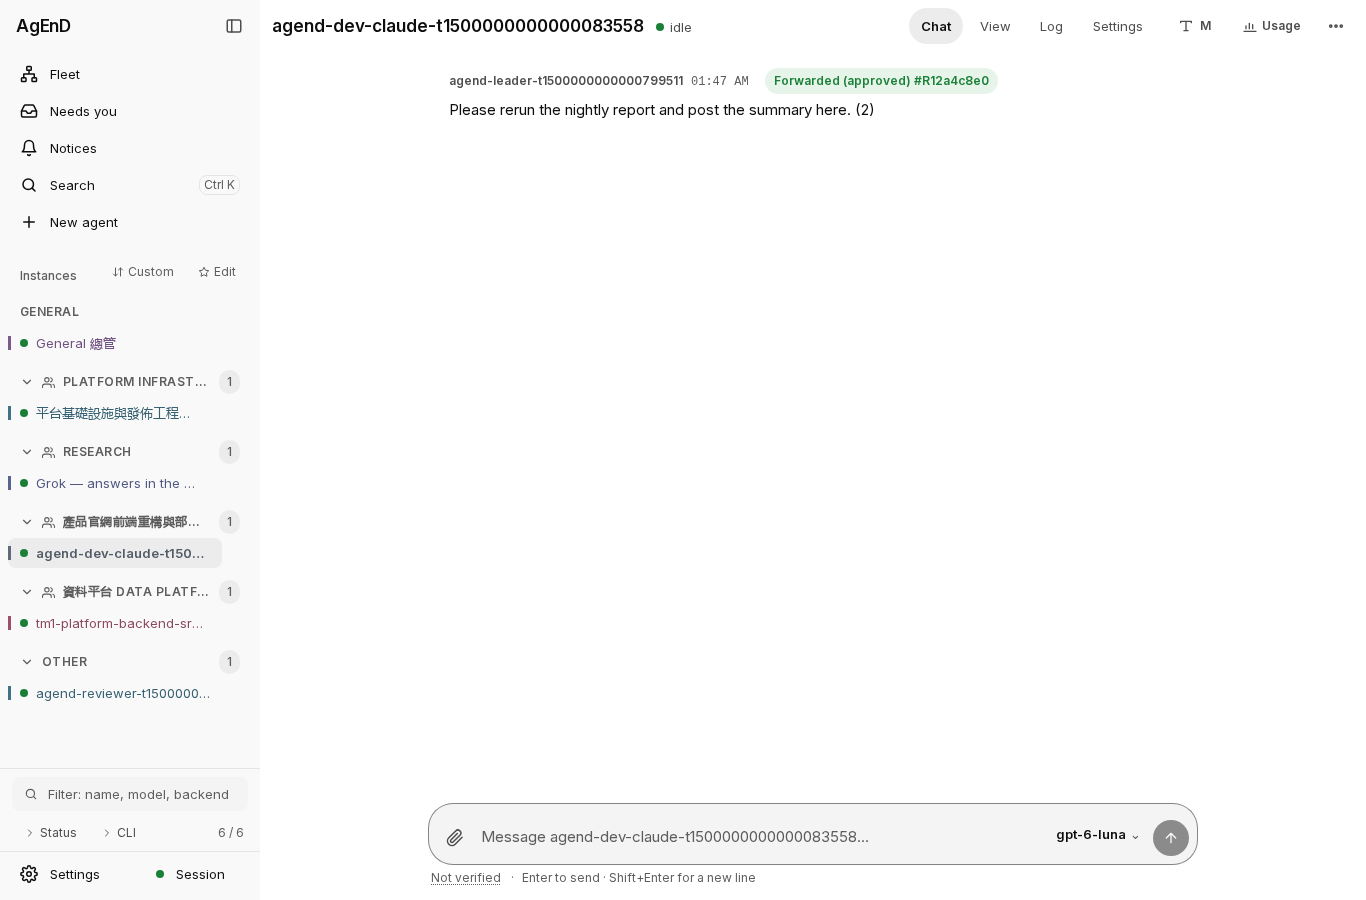 AgEnD
Fleet
Needs you
Notices
Search
Ctrl K
New agent
Instances
Custom
Edit
GENERAL
General 總管
PLATFORM INFRAST...
1
平台基礎設施與發佈工程...
RESEARCH
1
Grok — answers in the ...
產品官網前端重構與部...
1
agend-dev-claude-t150...
資料平台 DATA PLATF...
1
tm1-platform-backend-sr...
OTHER
1
agend-reviewer-t1500000...
Filter: name, model, backend
Status
CLI
6 / 6
Settings
Session
agend-dev-claude-t1500000000000083558
idle
Chat
View
Log
Settings
M
Usage
agend-leader-t1500000000000799511 01:47 AM Forwarded (approved) #R12a4c8e0
Please rerun the nightly report and post the summary here. (2)
Message agend-dev-claude-t1500000000000083558...
gpt-6-luna
Not verified · Enter to send · Shift+Enter for a new line